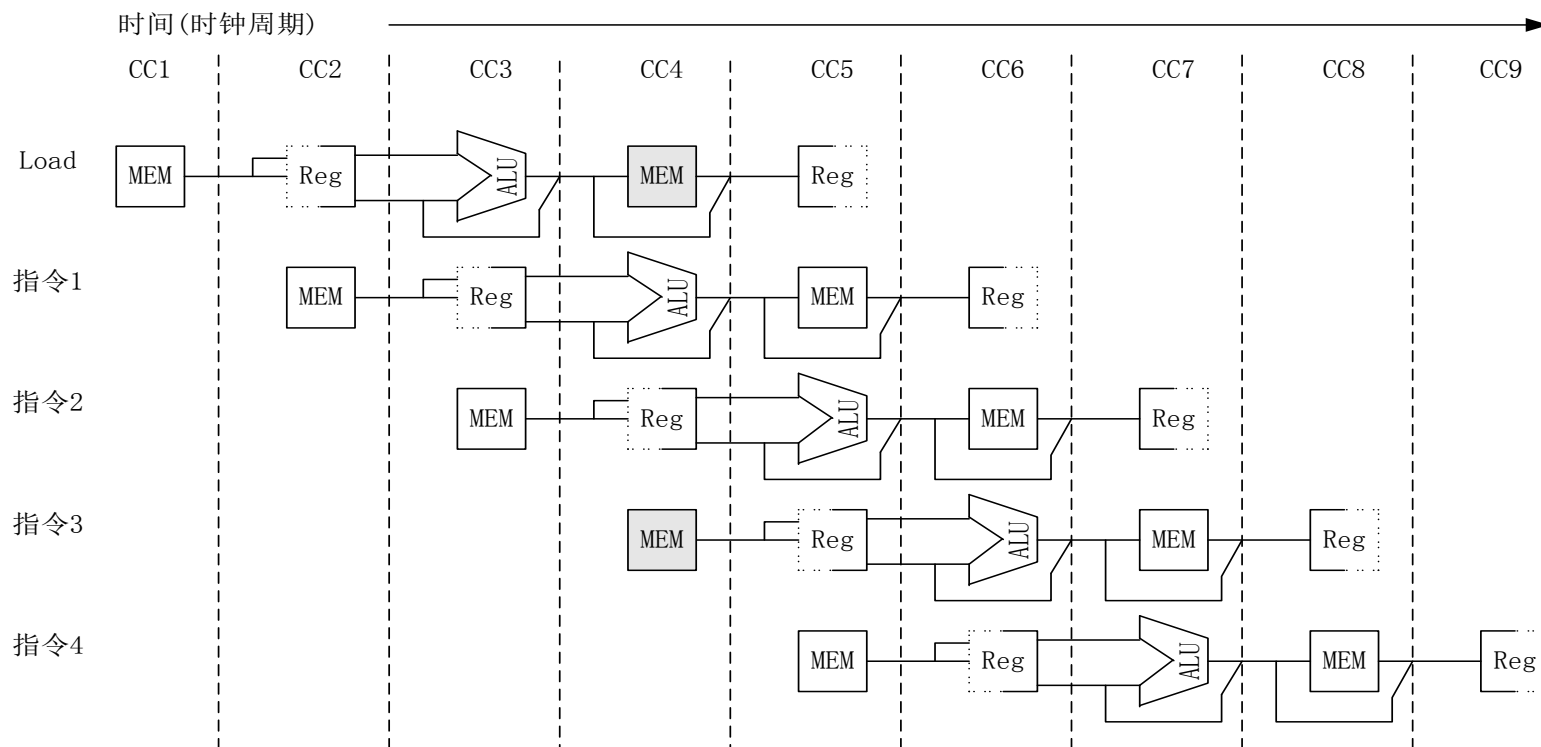 时间(时钟周期)
CC1 CC2 CC3 CC4 CC5 CC6 CC7 CC8 CC9
Load MEM Reg ALU MEM Reg
指令1 MEM Reg ALU MEM Reg
指令2 MEM Reg ALU MEM Reg
指令3 MEM Reg ALU MEM Reg
指令4 MEM Reg ALU MEM Reg